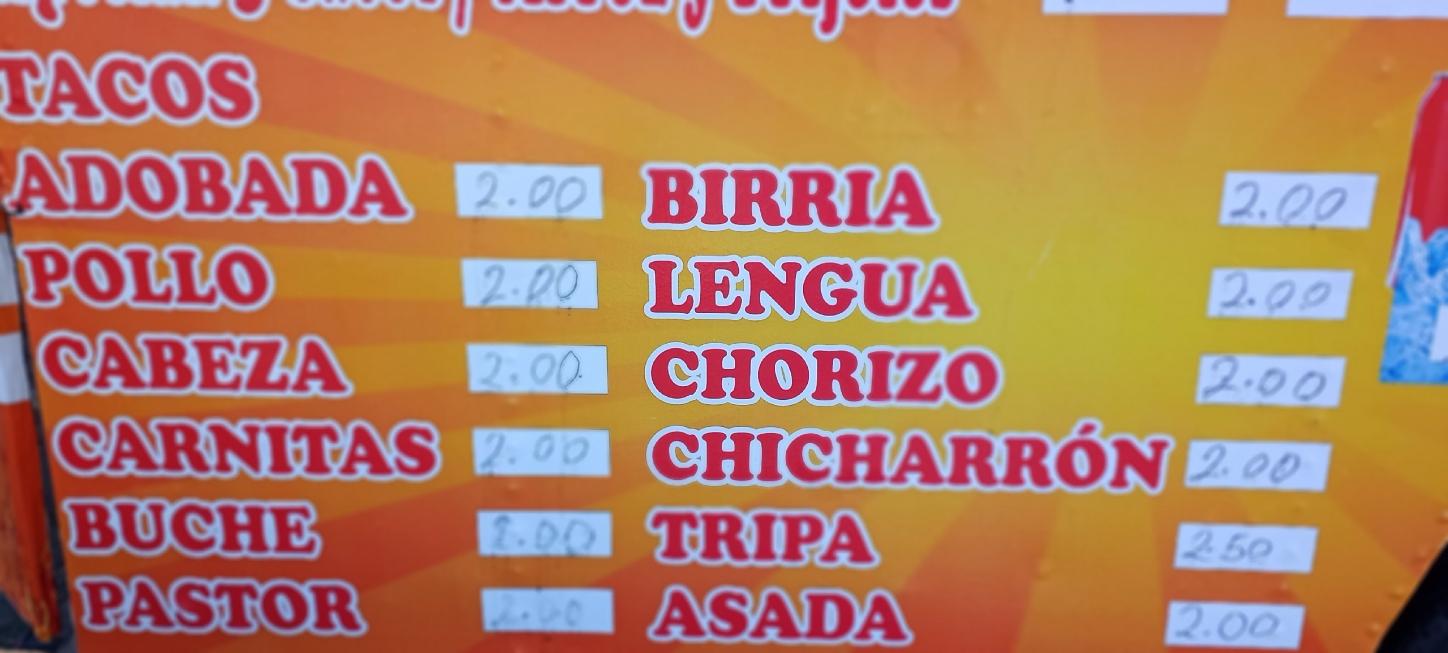 TACOS
ADOBADA 2.00 BIRRIA 2.00
POLLO 2.00 LENGUA 2.00
CABEZA 2.00 CHORIZO 2.00
CARNITAS 2.00 CHICHARRÓN 2.00
BUCHE 2.00 TRIPA 2.50
PASTOR 2.00 ASADA 2.00